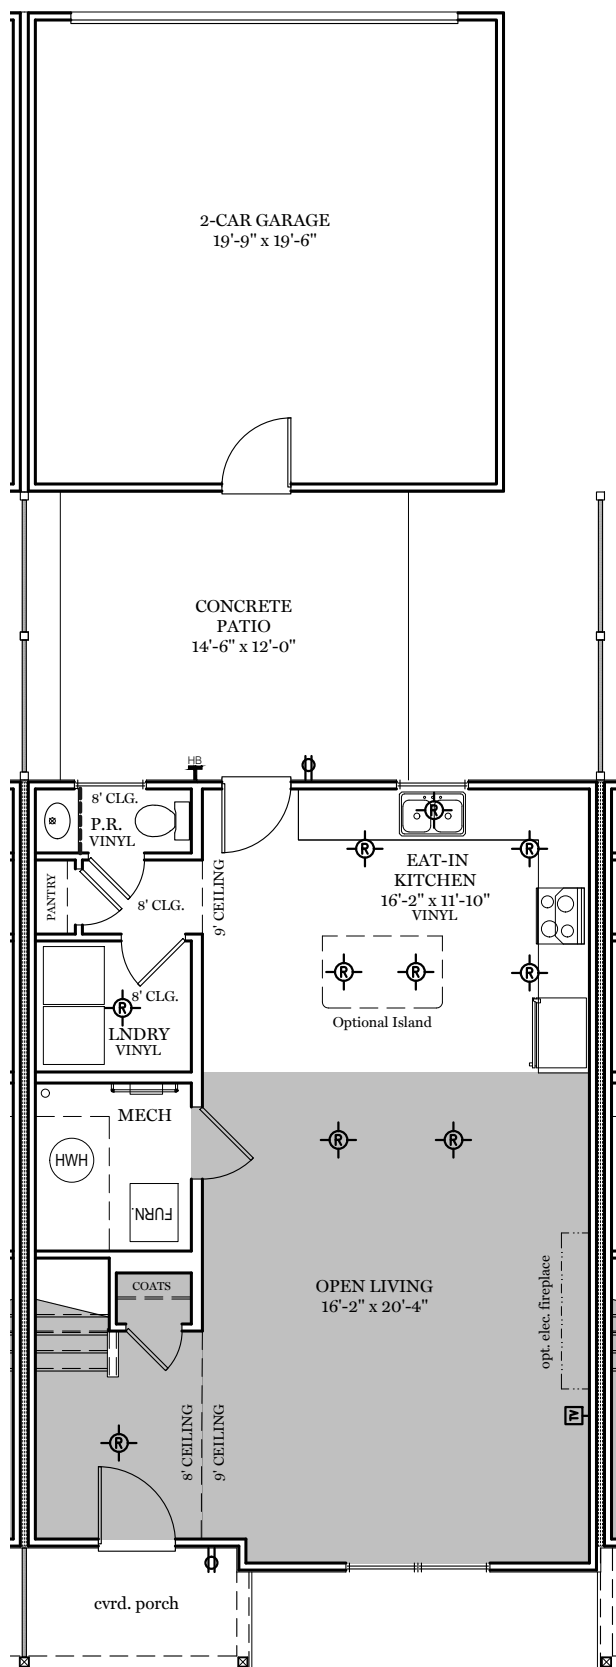 2-CAR GARAGE
19'-9" x 19'-6"
CONCRETE
PATIO
14'-6" x 12'-0"
HB
8' CLG.
P.R.
VINYL
PANTRY
8' CLG.
9' CEILING
R
R
R
EAT-IN
KITCHEN
16'-2" x 11'-10"
VINYL
R
R
R
Optional Island
8' CLG.
R
LNDRY
VINYL
MECH
HWH
FURN.
R
R
COATS
OPEN LIVING
16'-2" x 20'-4"
opt. elec. fireplace
TV
8' CEILING
9' CEILING
R
cvrd. porch